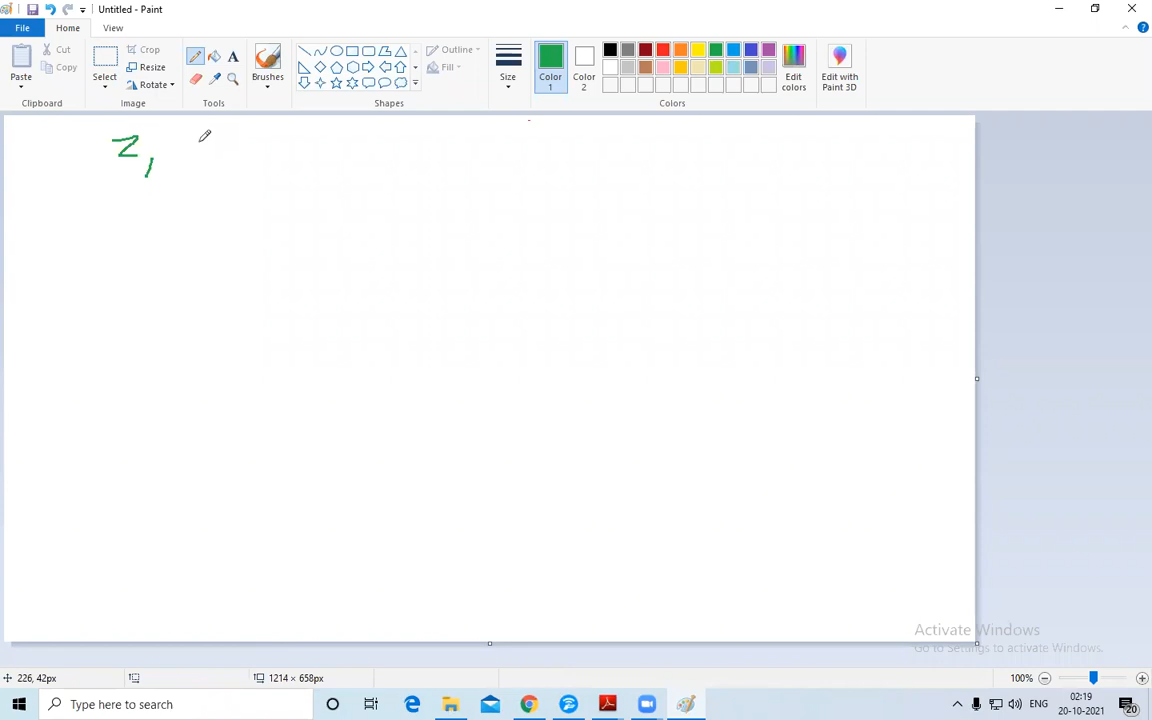 Untitled - Paint
File Home View
Paste
Cut
Copy
Clipboard
Select
Crop
Resize
Rotate
Image
Tools
Brushes
Shapes
Outline
Fill
Size
Color 1
Color 2
Edit colors
Colors
Edit with Paint 3D
2,
Activate Windows
Go to Settings to activate Windows.
226, 42px
1214 × 658px
100%
Type here to search
ENG
02:19
20-10-2021
20